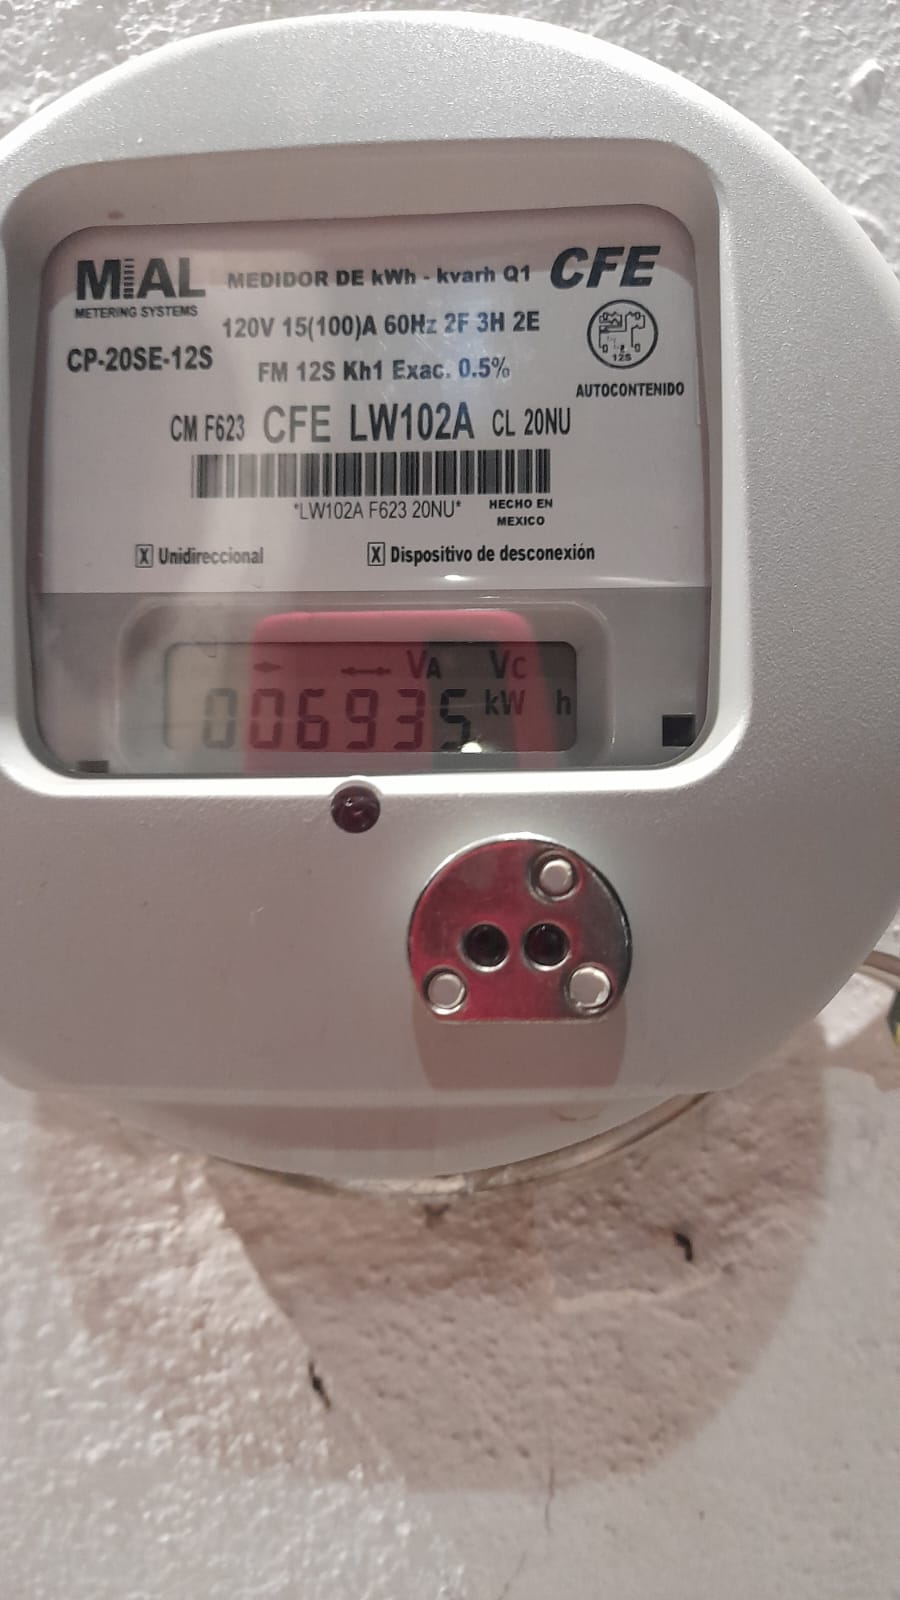 MIAL
METERING SYSTEMS
MEDIDOR DE kWh - kvarh Q1
CFE
120V 15(100)A 60Hz 2F 3H 2E
CP-20SE-12S
FM 12S Kh1 Exac. 0.5%
12S
AUTOCONTENIDO
CM F623 CFE LW102A CL 20NU
*LW102A F623 20NU*
HECHO EN
MEXICO
X Unidireccional
X Dispositivo de desconexión
VA VC
006935 kW h